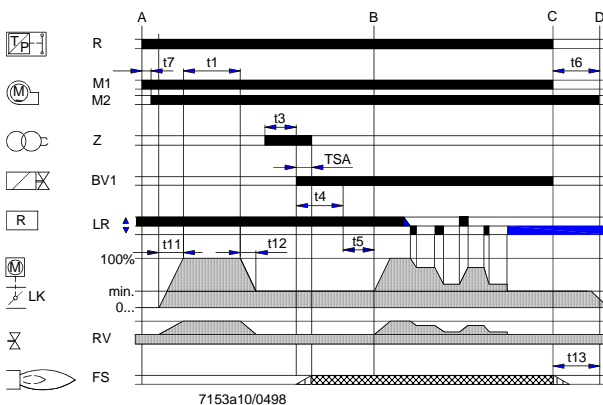 A B C D
T P R
t7 t1 t6
M M1
M2
t3
Z
TSA
BV1
t4
R LR
t5
t11 t12
M 100%
LK min.
0...
RV
t13
FS
7153a10/0498